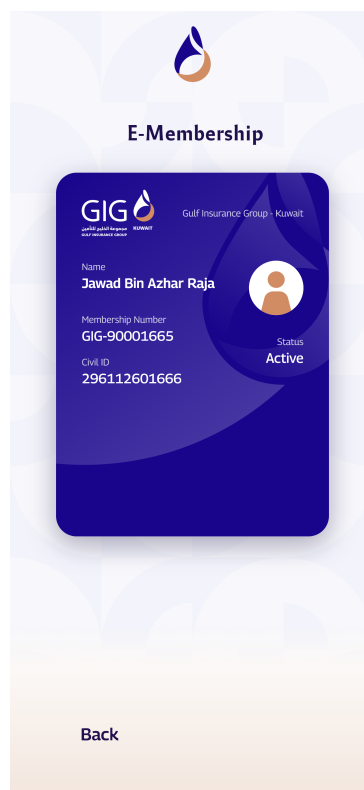 E-Membership
GIG
مجموعة الخليج للتأمين
KUWAIT
GULF INSURANCE GROUP
Gulf Insurance Group - Kuwait
Name
Jawad Bin Azhar Raja
Membership Number
GIG-90001665
Civil ID
296112601666
Status
Active
Back